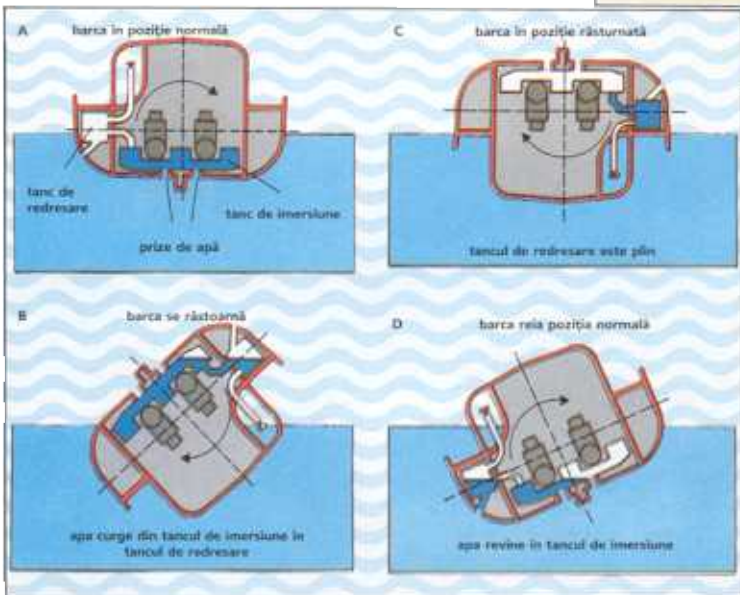 A
barca în poziție normală
tanc de
redresare
tanc de imersiune
prize de apă
C
barca în poziție răsturnată
tancul de redresare este plin
B
barca se răstoarnă
apa curge din tancul de imersiune în
tancul de redresare
D
barca reia poziția normală
apa revine în tancul de imersiune